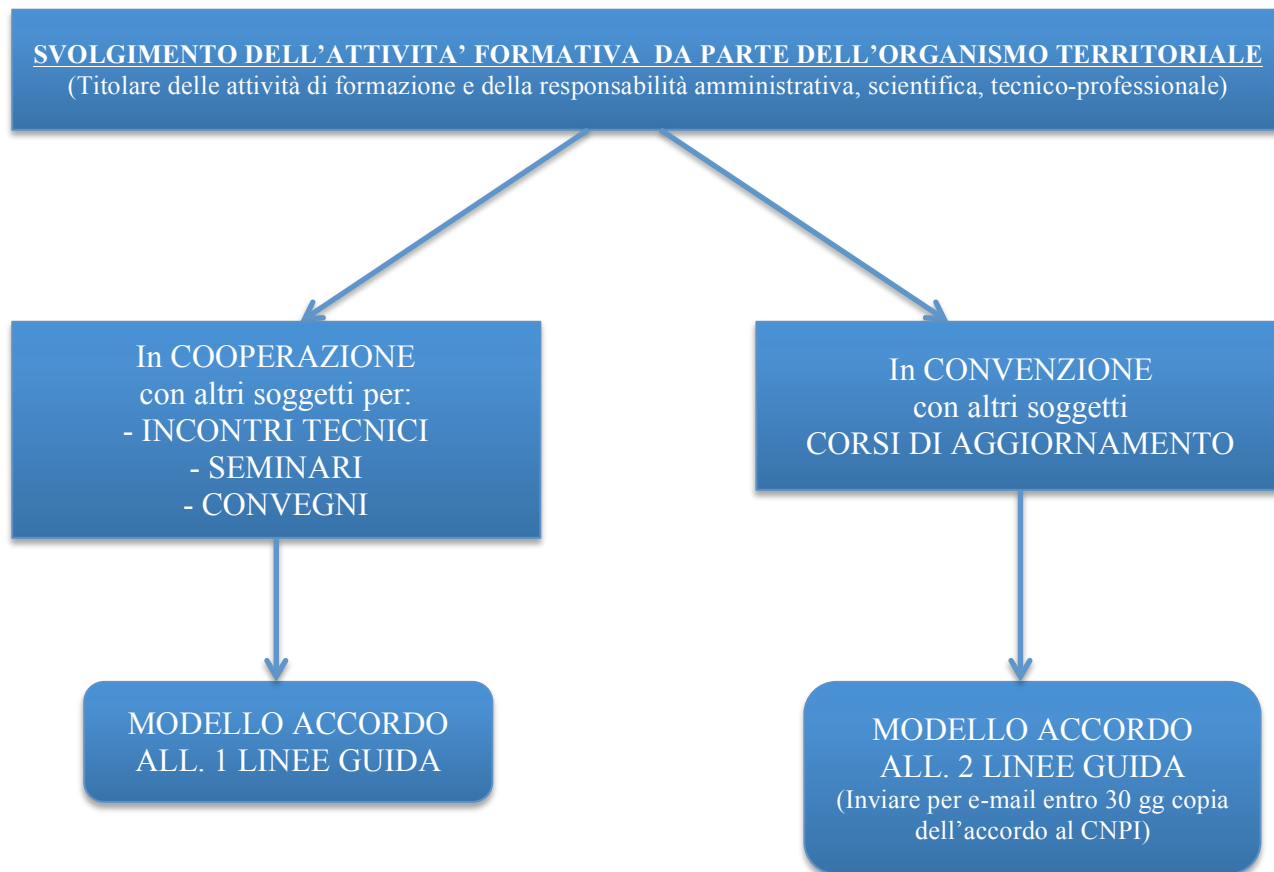 SVOLGIMENTO DELL’ATTIVITA’ FORMATIVA DA PARTE DELL’ORGANISMO TERRITORIALE
(Titolare delle attività di formazione e della responsabilità amministrativa, scientifica, tecnico-professionale)
In COOPERAZIONE
con altri soggetti per:
- INCONTRI TECNICI
- SEMINARI
- CONVEGNI
In CONVENZIONE
con altri soggetti
CORSI DI AGGIORNAMENTO
MODELLO ACCORDO
ALL. 1 LINEE GUIDA
MODELLO ACCORDO
ALL. 2 LINEE GUIDA
(Inviare per e-mail entro 30 gg copia
dell’accordo al CNPI)